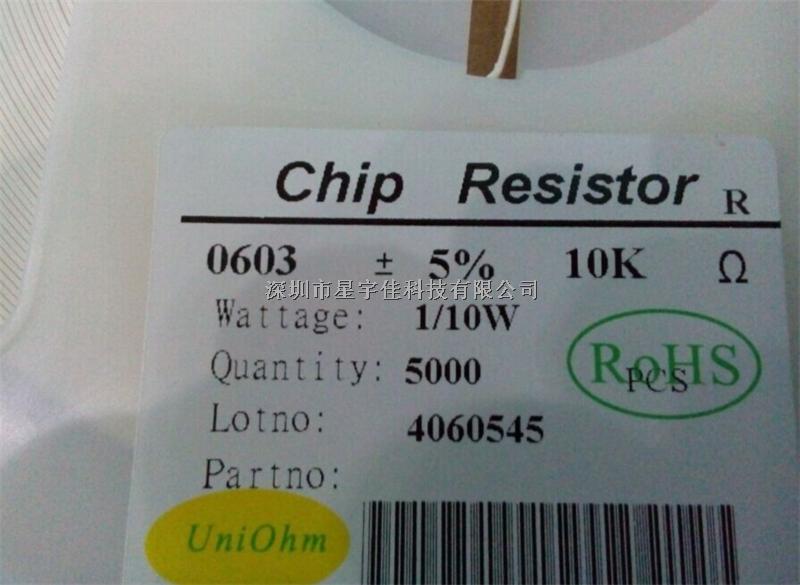 Chip Resistor R
0603 ± 5% 10K Ω
深圳市星宇佳科技有限公司
Wattage: 1/10W
Quantity: 5000 PCS
RoHS
Lotno: 4060545
Partno:
UniOhm